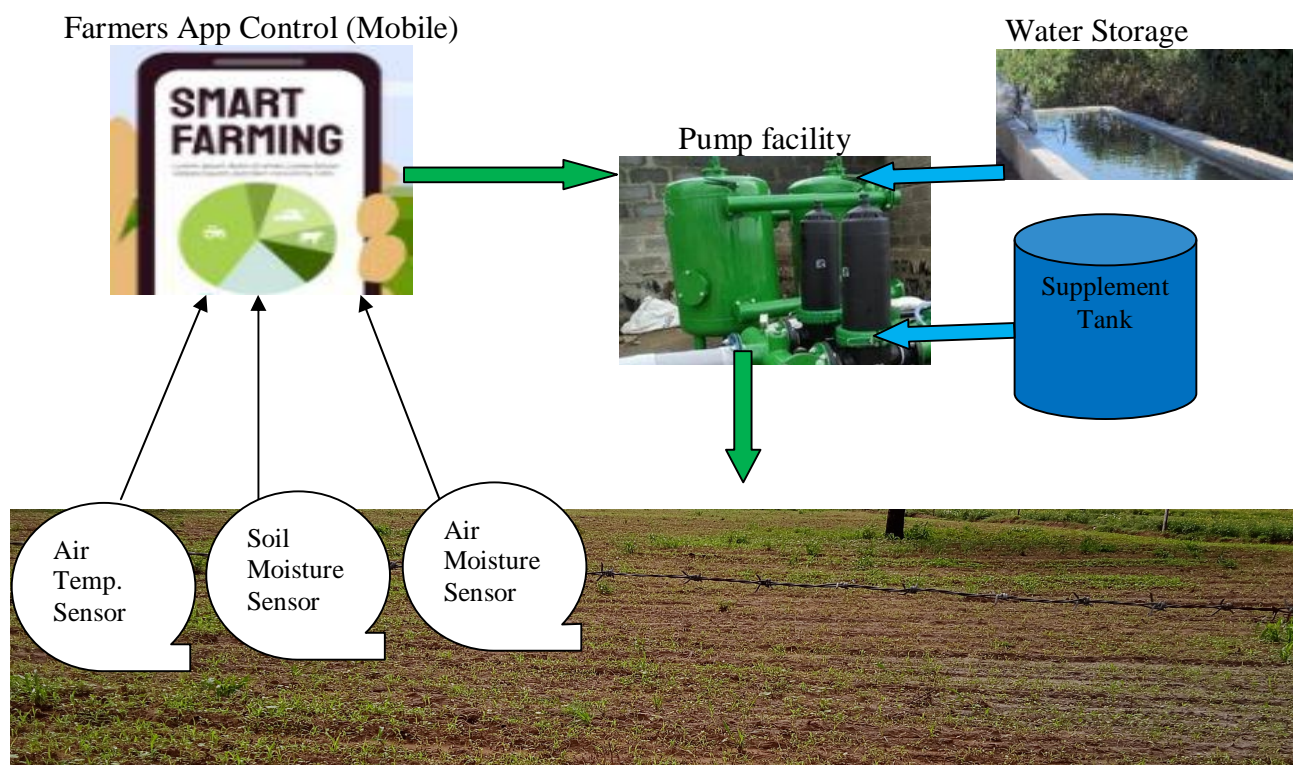 Farmers App Control (Mobile)
Water Storage
SMART
FARMING
Pump facility
Supplement
Tank
Air
Temp.
Sensor
Soil
Moisture
Sensor
Air
Moisture
Sensor